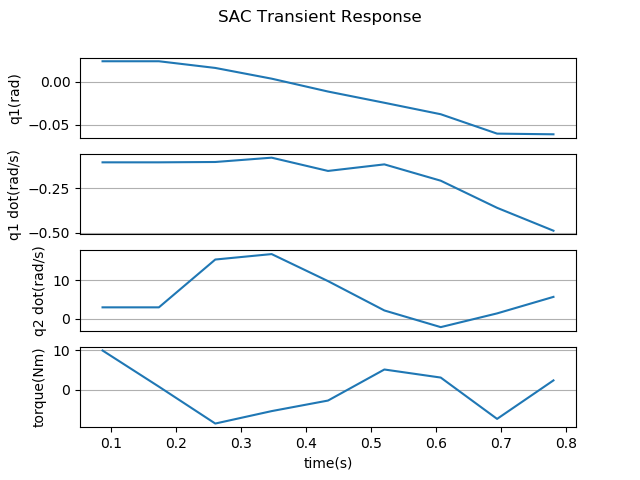 SAC Transient Response
q1(rad)
0.00
−0.05
q1 dot(rad/s)
−0.25
−0.50
q2 dot(rad/s)
10
0
torque(Nm)
10
0
0.1 0.2 0.3 0.4 0.5 0.6 0.7 0.8
time(s)